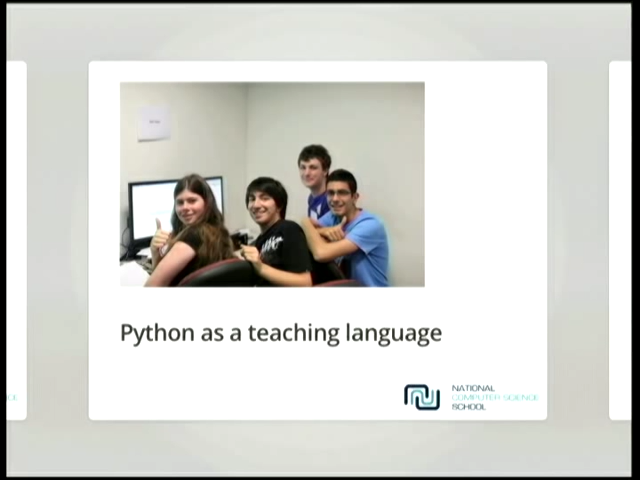 Python as a teaching language
NATIONAL
COMPUTER SCIENCE
SCHOOL